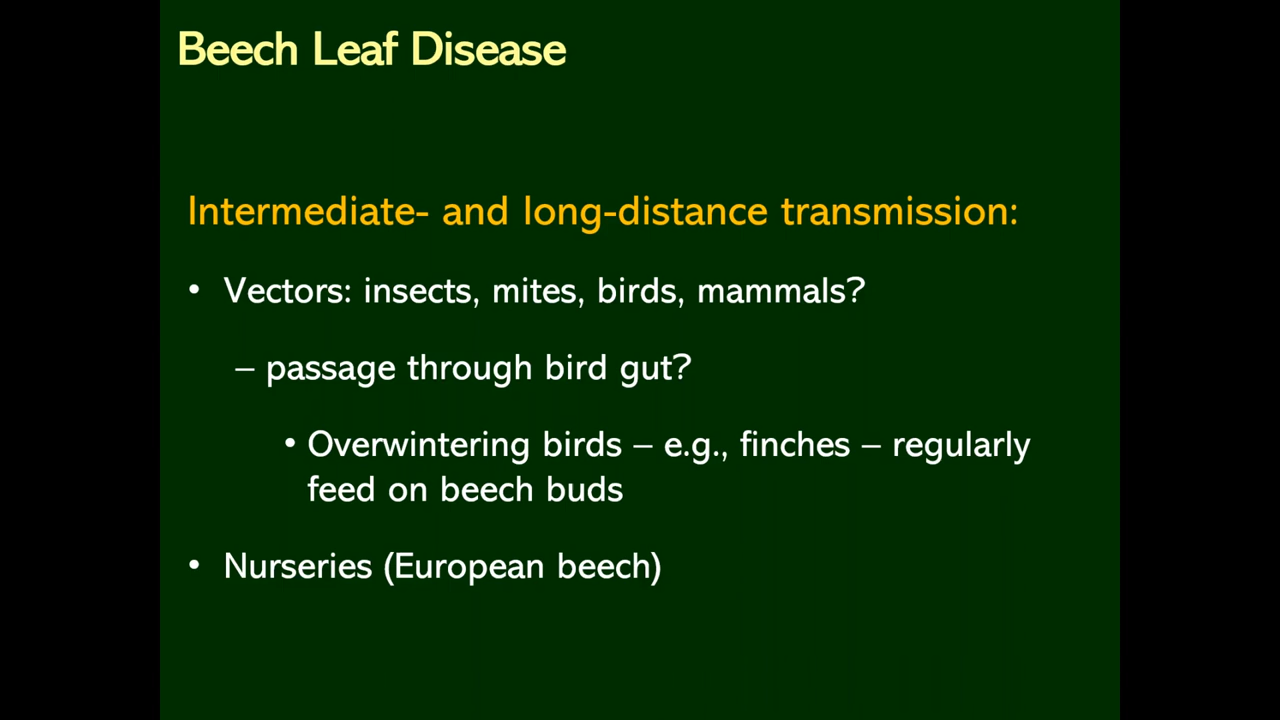 Beech Leaf Disease
Intermediate- and long-distance transmission:
• Vectors: insects, mites, birds, mammals?
– passage through bird gut?
• Overwintering birds – e.g., finches – regularly
feed on beech buds
• Nurseries (European beech)